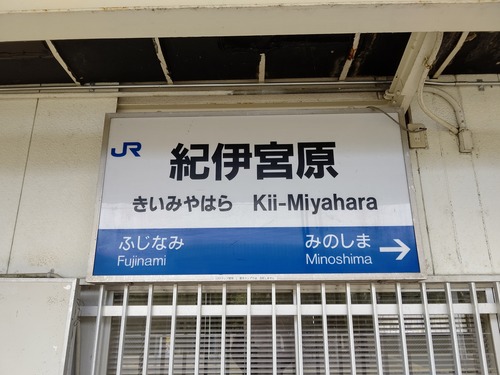 JR
紀伊宮原
きいみやはら Kii-Miyahara
ふじなみ みのしま
Fujinami Minoshima